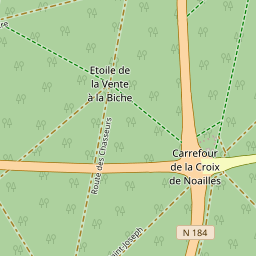 Etoile de
la Vente
à la Biche
Route des Chasseurs
Carrefour
de la Croix
de Noailles
N 184